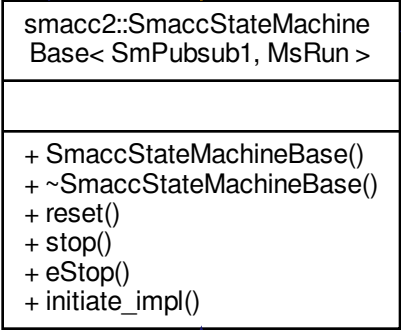 smacc2::SmaccStateMachine
Base< SmPubsub1, MsRun >
+ SmaccStateMachineBase()
+ ~SmaccStateMachineBase()
+ reset()
+ stop()
+ eStop()
+ initiate_impl()